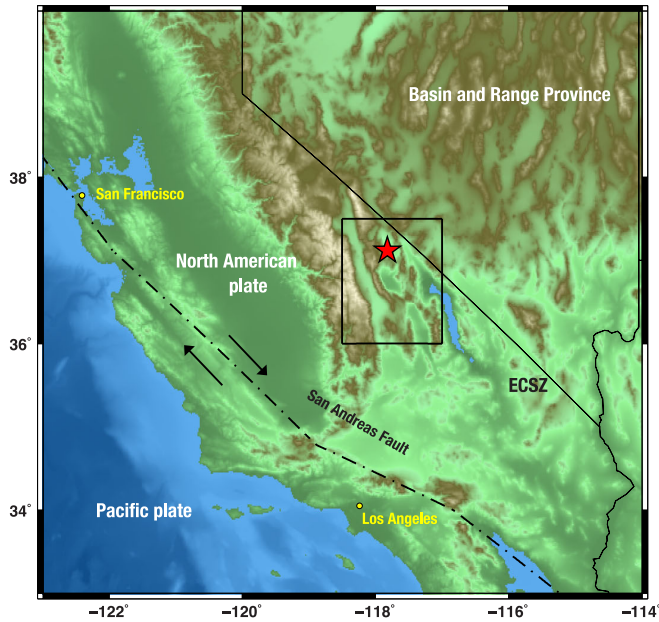 Basin and Range Province
38°
San Francisco
North American
plate
36°
ECSZ
San Andreas Fault
34°
Pacific plate
Los Angeles
−122°
−120°
−118°
−116°
−114°